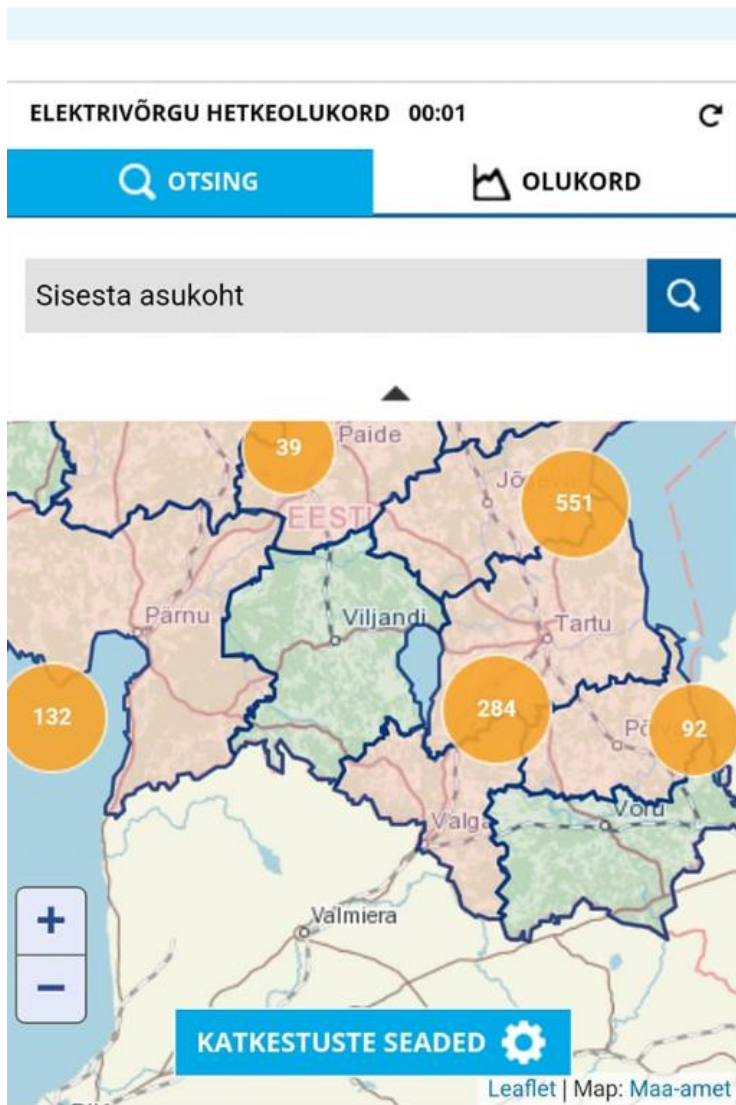 ELEKTRIVÕRGU HETKEOLUKORD 00:01
OTSING
OLUKORD
Sisesta asukoht
39
Paide
551
EESTI
Pärnu
Viljandi
Tartu
132
284
92
Valga
Võru
+
Valmiera
−
KATKESTUSTE SEADED
Leaflet | Map: Maa-amet